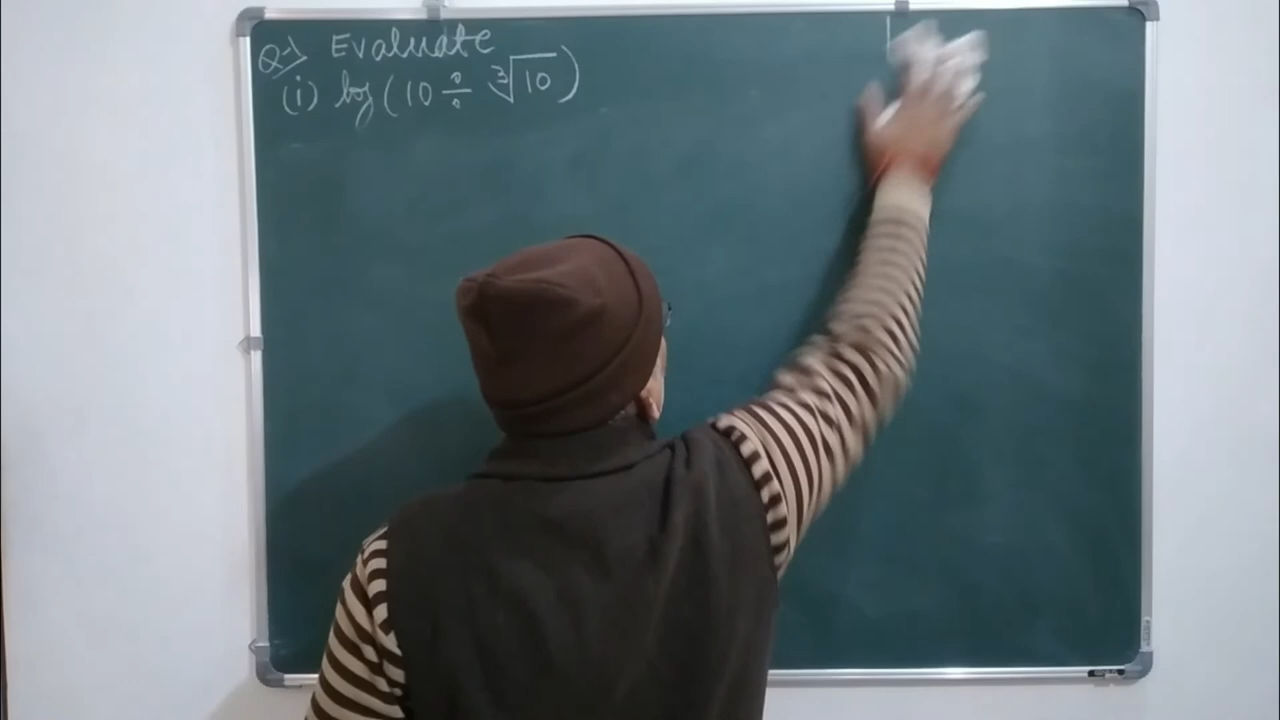 Q-1 Evaluate
(i) log(10 ÷ ∛10)